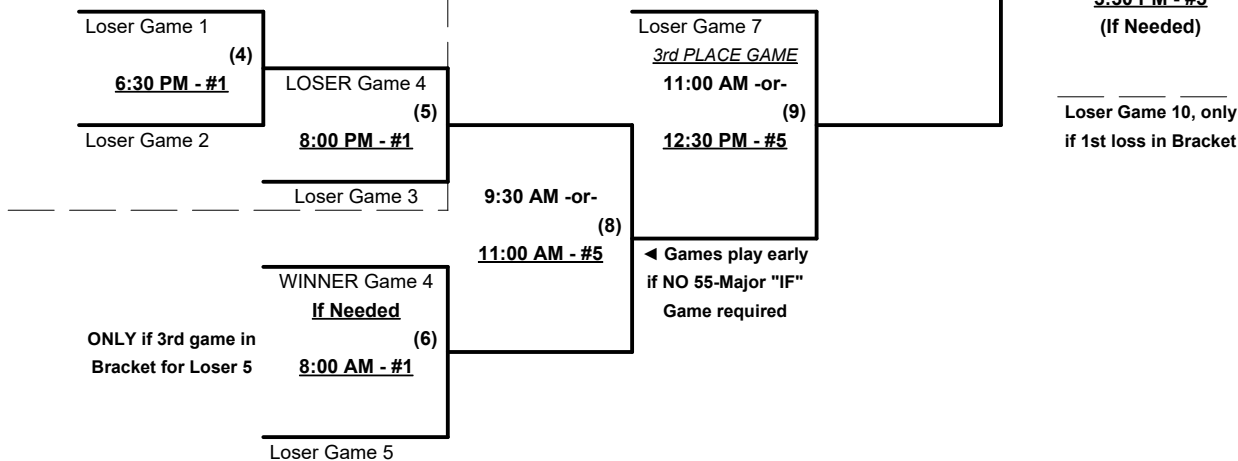 Loser Game 1
(4)
6:30 PM - #1
Loser Game 2
LOSER Game 4
(5)
8:00 PM - #1
Loser Game 3
WINNER Game 4
If Needed
(6)
8:00 AM - #1
ONLY if 3rd game in
Bracket for Loser 5
Loser Game 5
9:30 AM -or-
(8)
11:00 AM - #5
Loser Game 7
3rd PLACE GAME
11:00 AM -or-
(9)
12:30 PM - #5
◄ Games play early
if NO 55-Major "IF"
Game required
(If Needed)
Loser Game 10, only
if 1st loss in Bracket